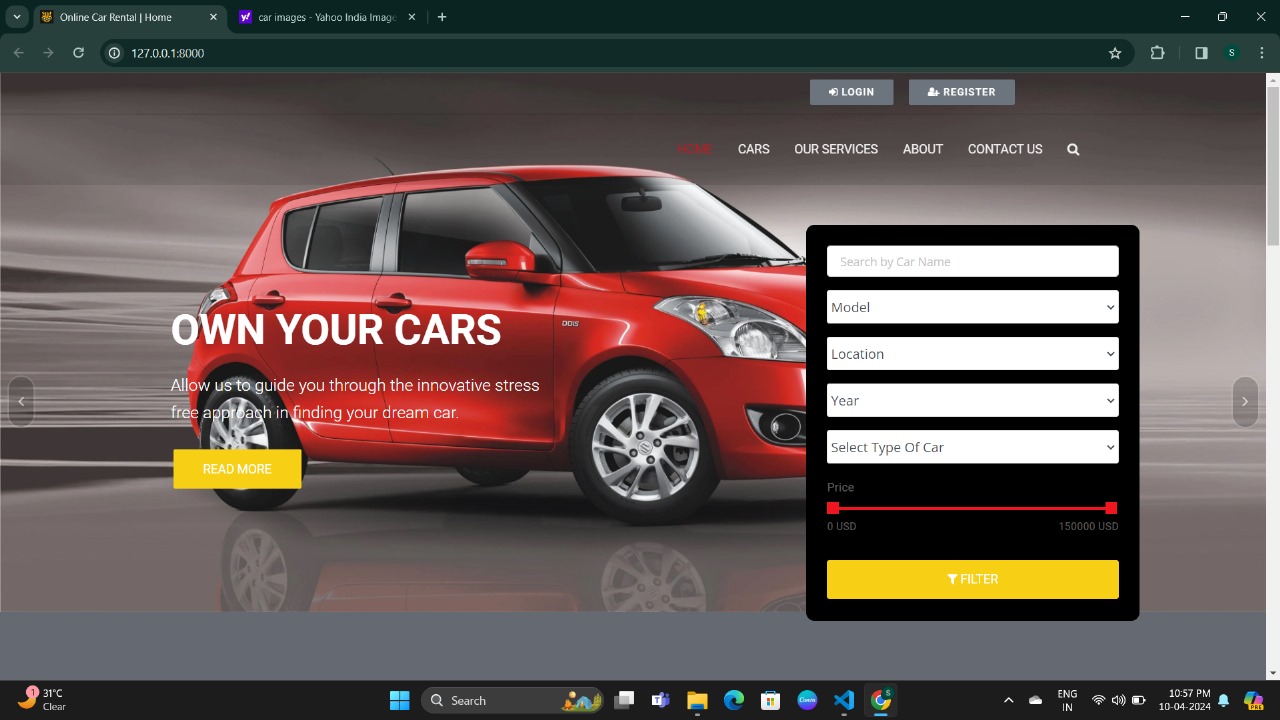 Online Car Rental | Home
car images - Yahoo India Image
127.0.0.1:8000
S
LOGIN
REGISTER
HOME
CARS
OUR SERVICES
ABOUT
CONTACT US
Search by Car Name
Model
DDiS
OWN YOUR CARS
Location
Allow us to guide you through the innovative stress
free approach in finding your dream car.
Year
Select Type Of Car
READ MORE
Price
0 USD
150000 USD
FILTER
1
31°C
Clear
Search
Canva
S
ENG
IN
10:57 PM
10-04-2024
PRE